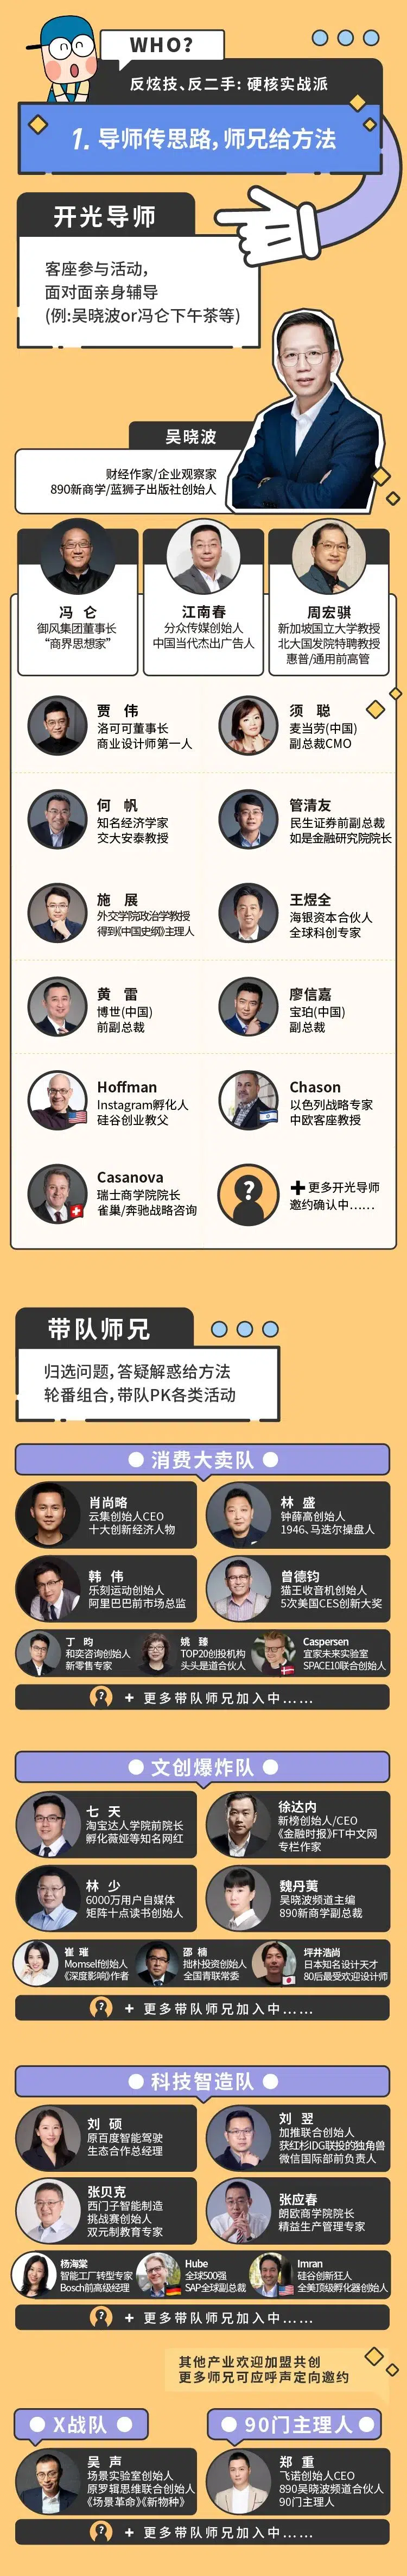 WHO?
反炫技、反二手: 硬核实战派
1. 导师传思路，师兄给方法
开光导师
客座参与活动，
面对面亲身辅导
(例:吴晓波or冯仑下午茶等)
吴晓波
财经作家/企业观察家
890新商学/蓝狮子出版社创始人
冯 仑
御风集团董事长
“商界思想家”
江南春
分众传媒创始人
中国当代杰出广告人
周宏骐
新加坡国立大学教授
北大国发院特聘教授
惠普/通用前高管
贾 伟
洛可可董事长
商业设计师第一人
须 聪
麦当劳(中国)
副总裁CMO
何 帆
知名经济学家
交大安泰教授
管清友
民生证券前副总裁
如是金融研究院院长
施 展
外交学院政治学教授
得到《中国史纲》主理人
王煜全
海银资本合伙人
全球科创专家
黄 雷
博世(中国)
前副总裁
廖信嘉
宝珀(中国)
副总裁
Hoffman
Instagram孵化人
硅谷创业教父
Chason
以色列战略专家
中欧客座教授
Casanova
瑞士商学院院长
雀巢/奔驰战略咨询
?
+ 更多开光导师
邀约确认中……
带队师兄
归选问题，答疑解惑给方法
轮番组合，带队PK各类活动
消费大卖队
肖尚略
云集创始人CEO
十大创新经济人物
林 盛
钟薛高创始人
1946、马迭尔操盘人
韩 伟
乐刻运动创始人
阿里巴巴前市场总监
曾德钧
猫王收音机创始人
5次美国CES创新大奖
丁 昀
和奕咨询创始人
新零售专家
姚 臻
TOP20创投机构
头头是道合伙人
Caspersen
宜家未来实验室
SPACE10联合创始人
? + 更多带队师兄加入中……
文创爆炸队
七 天
淘宝达人学院前院长
孵化薇娅等知名网红
徐达内
新榜创始人/CEO
《金融时报》FT中文网
专栏作家
林 少
6000万用户自媒体
矩阵十点读书创始人
魏丹荑
吴晓波频道主编
890新商学副总裁
崔 璀
Momself创始人
《深度影响》作者
邵 楠
拙朴投资创始人
全国青联常委
坪井浩尚
日本知名设计天才
80后最受欢迎设计师
? + 更多带队师兄加入中……
科技智造队
刘 硕
原百度智能驾驶
生态合作总经理
刘 翌
加推联合创始人
获红杉IDG联投的独角兽
微信国际部前负责人
张贝克
西门子智能制造
挑战赛创始人
双元制教育专家
张应春
朗欧商学院院长
精益生产管理专家
杨海棠
智能工厂转型专家
Bosch前高级经理
Hube
全球500强
SAP全球副总裁
Imran
硅谷创新狂人
全美顶级孵化器创始人
? + 更多带队师兄加入中……
其他产业欢迎加盟共创
更多师兄可应呼声定向邀约
X战队
吴 声
场景实验室创始人
原罗辑思维联合创始人
《场景革命》《新物种》
90门主理人
郑 重
飞诺创始人CEO
890吴晓波频道合伙人
90门主理人
? + 更多带队师兄加入中……